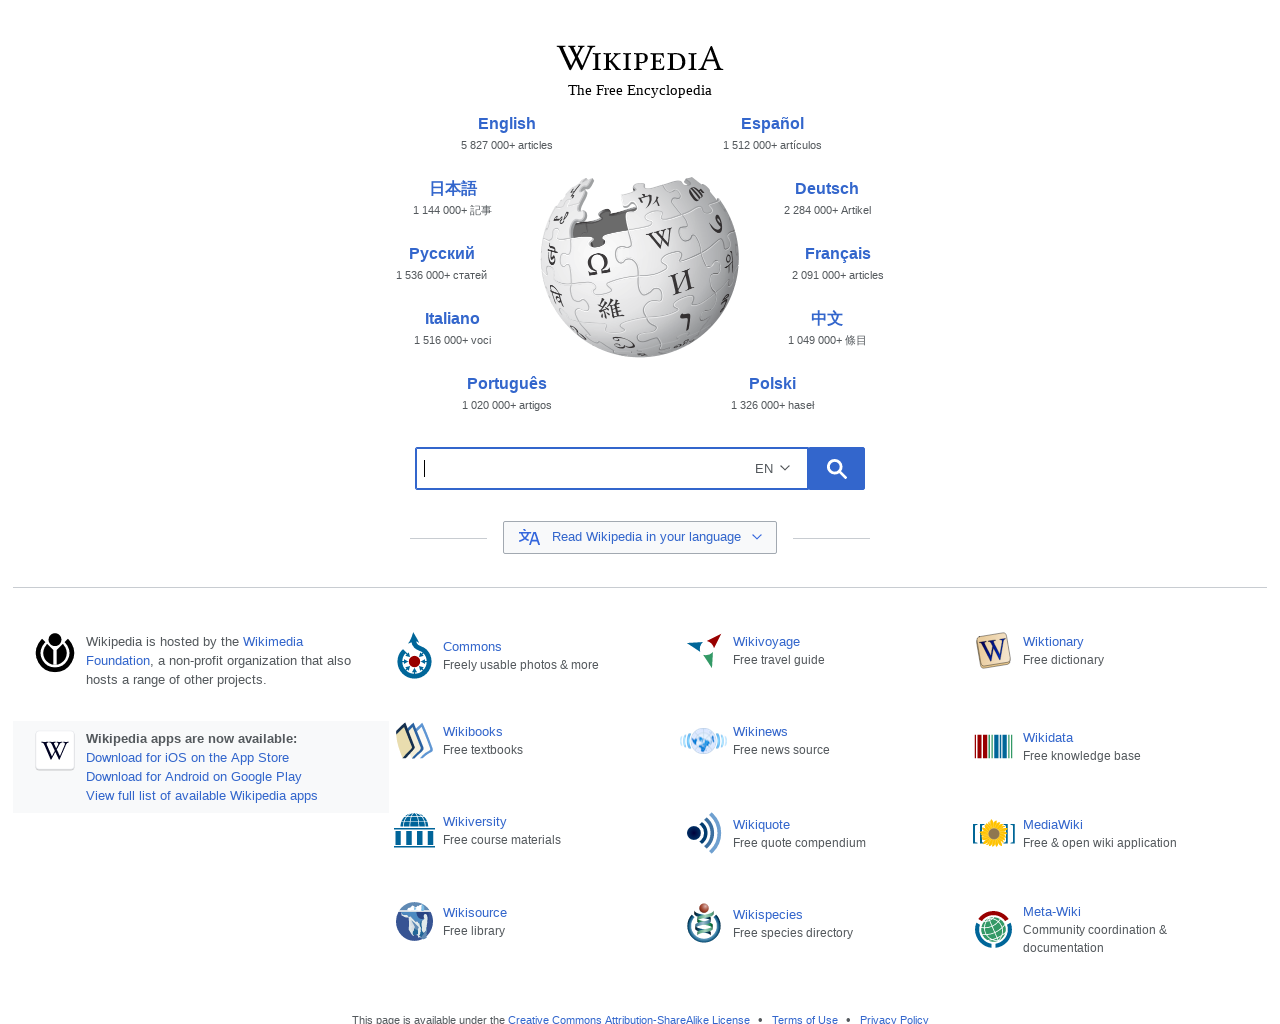 WIKIPEDIA
The Free Encyclopedia
English
5 827 000+ articles
Español
1 512 000+ artículos
日本語
1 144 000+ 記事
Deutsch
2 284 000+ Artikel
Русский
1 536 000+ статей
Français
2 091 000+ articles
Italiano
1 516 000+ voci
中文
1 049 000+ 條目
Português
1 020 000+ artigos
Polski
1 326 000+ haseł
Ω
W
И
維
ウィ
EN
Read Wikipedia in your language
Wikipedia is hosted by the Wikimedia
Foundation, a non-profit organization that also
hosts a range of other projects.
W
Wikipedia apps are now available:
Download for iOS on the App Store
Download for Android on Google Play
View full list of available Wikipedia apps
Commons
Freely usable photos & more
Wikivoyage
Free travel guide
W
Wiktionary
Free dictionary
Wikibooks
Free textbooks
Wikinews
Free news source
Wikidata
Free knowledge base
Wikiversity
Free course materials
Wikiquote
Free quote compendium
MediaWiki
Free & open wiki application
Wikisource
Free library
Wikispecies
Free species directory
Meta-Wiki
Community coordination &
documentation
This page is available under the Creative Commons Attribution-ShareAlike License • Terms of Use • Privacy Policy